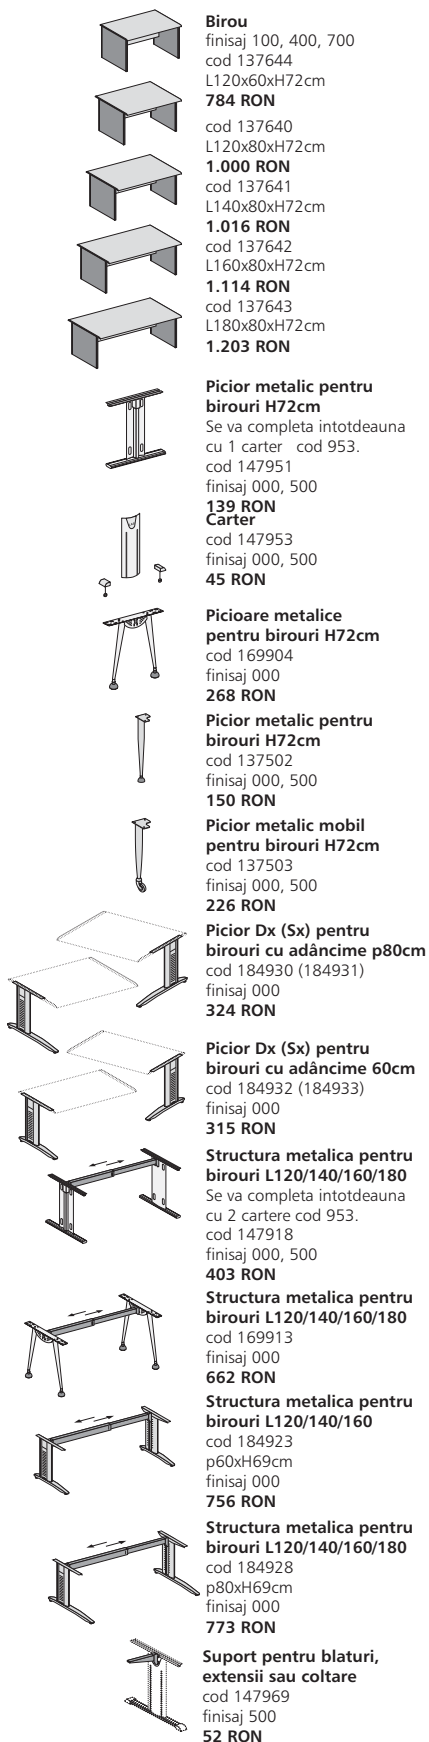 Birou
finisaj 100, 400, 700
cod 137644
L120x60xH72cm
784 RON
cod 137640
L120x80xH72cm
1.000 RON
cod 137641
L140x80xH72cm
1.016 RON
cod 137642
L160x80xH72cm
1.114 RON
cod 137643
L180x80xH72cm
1.203 RON
Picior metalic pentru
birouri H72cm
Se va completa intotdeauna
cu 1 carter cod 953.
cod 147951
finisaj 000, 500
139 RON
Carter
cod 147953
finisaj 000, 500
45 RON
Picioare metalice
pentru birouri H72cm
cod 169904
finisaj 000
268 RON
Picior metalic pentru
birouri H72cm
cod 137502
finisaj 000, 500
150 RON
Picior metalic mobil
pentru birouri H72cm
cod 137503
finisaj 000, 500
226 RON
Picior Dx (Sx) pentru
birouri cu adâncime p80cm
cod 184930 (184931)
finisaj 000
324 RON
Picior Dx (Sx) pentru
birouri cu adâncime 60cm
cod 184932 (184933)
finisaj 000
315 RON
Structura metalica pentru
birouri L120/140/160/180
Se va completa intotdeauna
cu 2 cartere cod 953.
cod 147918
finisaj 000, 500
403 RON
Structura metalica pentru
birouri L120/140/160/180
cod 169913
finisaj 000
662 RON
Structura metalica pentru
birouri L120/140/160
cod 184923
p60xH69cm
finisaj 000
756 RON
Structura metalica pentru
birouri L120/140/160/180
cod 184928
p80xH69cm
finisaj 000
773 RON
Suport pentru blaturi,
extensii sau coltare
cod 147969
finisaj 500
52 RON